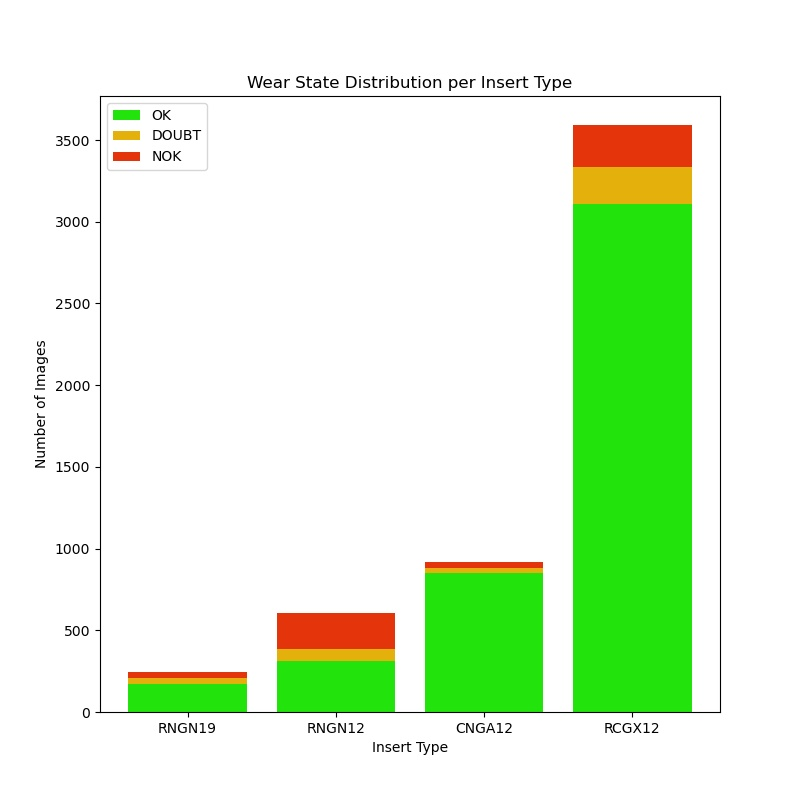 Wear State Distribution per Insert Type
OK
DOUBT
NOK
3500
3000
2500
2000
1500
1000
500
0
Number of Images
RNGN19 RNGN12 CNGA12 RCGX12
Insert Type